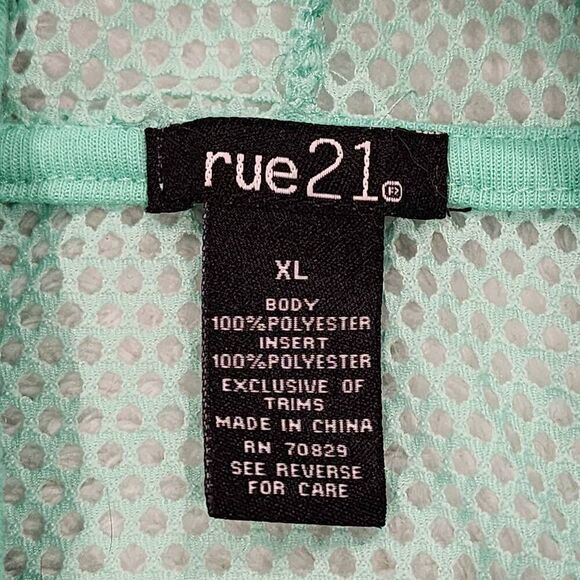 rue21®
XL
BODY
100%POLYESTER
INSERT
100%POLYESTER
EXCLUSIVE OF
TRIMS
MADE IN CHINA
RN 70829
SEE REVERSE
FOR CARE